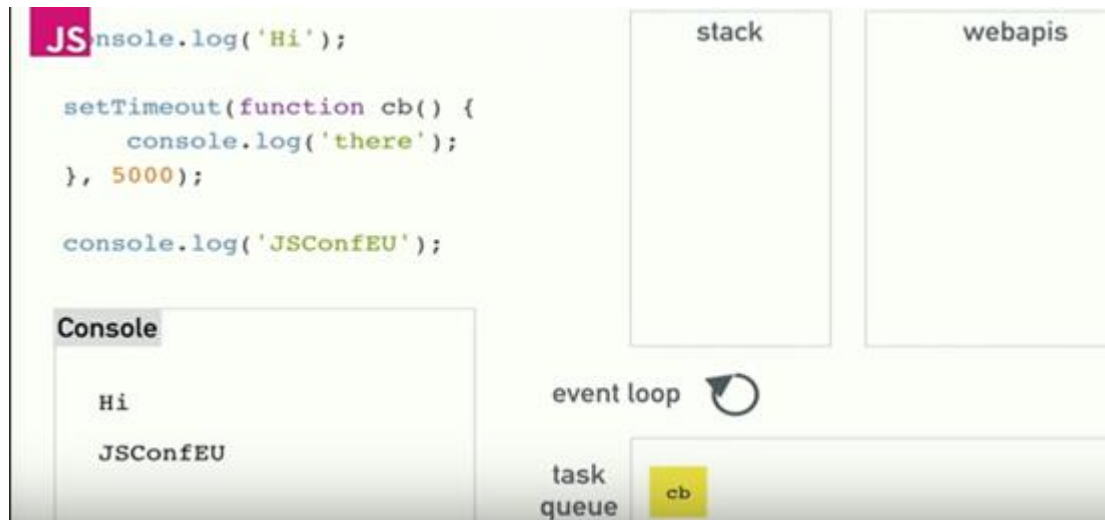 JS
nsole.log('Hi');
setTimeout(function cb() {
    console.log('there');
}, 5000);
console.log('JSConfEU');
Console
Hi
JSConfEU
stack
webapis
event loop
task
queue
cb